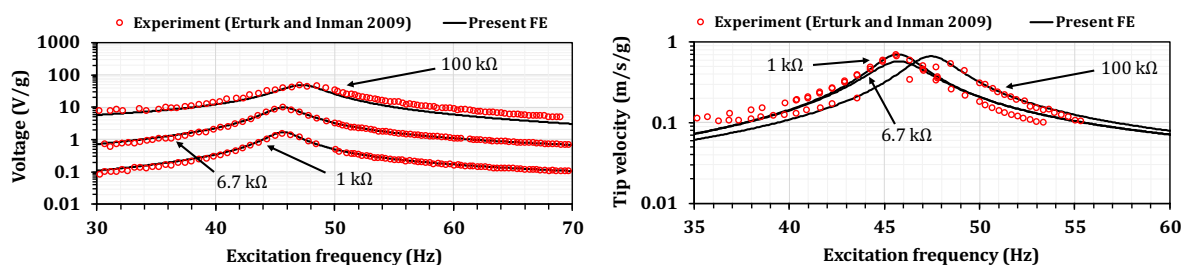 Experiment (Erturk and Inman 2009) Present FE
1000
100
10
1
0.1
0.01
Voltage (V/g)
100 kΩ
6.7 kΩ
1 kΩ
30 40 50 60 70
Excitation frequency (Hz)
Experiment (Erturk and Inman 2009) Present FE
1
0.1
0.01
Tip velocity (m/s/g)
1 kΩ
100 kΩ
6.7 kΩ
35 40 45 50 55 60
Excitation frequency (Hz)